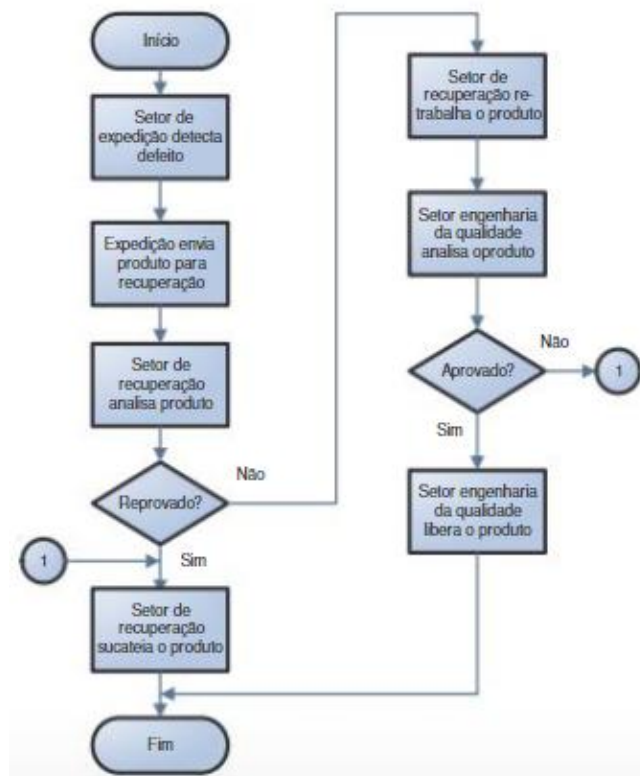 Início
Setor de
expedição detecta
defeito
Expedição envia
produto para
recuperação
Setor de
recuperação
analisa produto
Reprovado?
Não
Sim
1
Setor de
recuperação
sucateia o produto
Fim
Setor de
recuperação re-
trabalha o produto
Setor engenharia
da qualidade
analisa oproduto
Aprovado?
Não
1
Sim
Setor engenharia
da qualidade
libera o produto